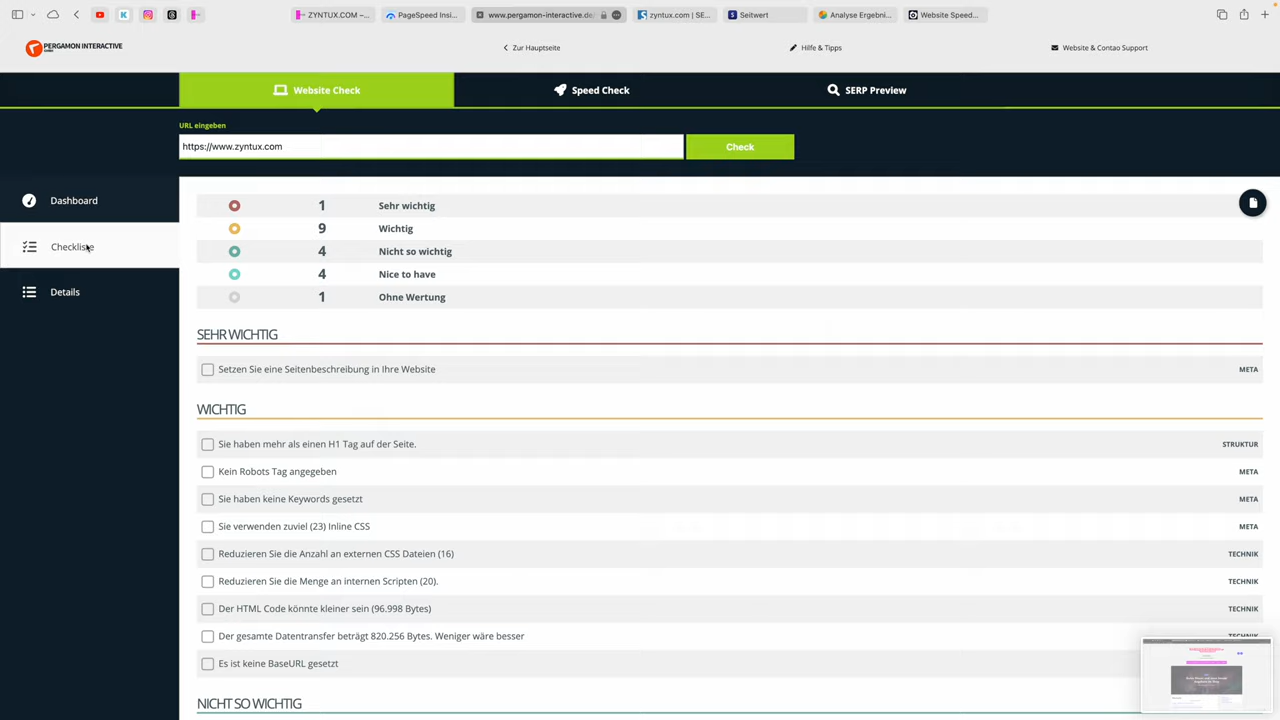 ZYNTUX.COM –...
PageSpeed Insi...
www.pergamon-interactive.de
zyntux.com | SE...
Seitwert
Analyse Ergebni...
Website Speed...
PERGAMON INTERACTIVE
Zur Hauptseite
Hilfe & Tipps
Website & Contao Support
Website Check
Speed Check
SERP Preview
URL eingeben
https://www.zyntux.com
Check
Dashboard
Checkliste
Details
1 Sehr wichtig
9 Wichtig
4 Nicht so wichtig
4 Nice to have
1 Ohne Wertung
SEHR WICHTIG
Setzen Sie eine Seitenbeschreibung in Ihre Website META
WICHTIG
Sie haben mehr als einen H1 Tag auf der Seite. STRUKTUR
Kein Robots Tag angegeben META
Sie haben keine Keywords gesetzt META
Sie verwenden zuviel (23) Inline CSS META
Reduzieren Sie die Anzahl an externen CSS Dateien (16) TECHNIK
Reduzieren Sie die Menge an internen Scripten (20). TECHNIK
Der HTML Code könnte kleiner sein (96.998 Bytes) TECHNIK
Der gesamte Datentransfer beträgt 820.256 Bytes. Weniger wäre besser TECHNIK
Es ist keine BaseURL gesetzt
NICHT SO WICHTIG